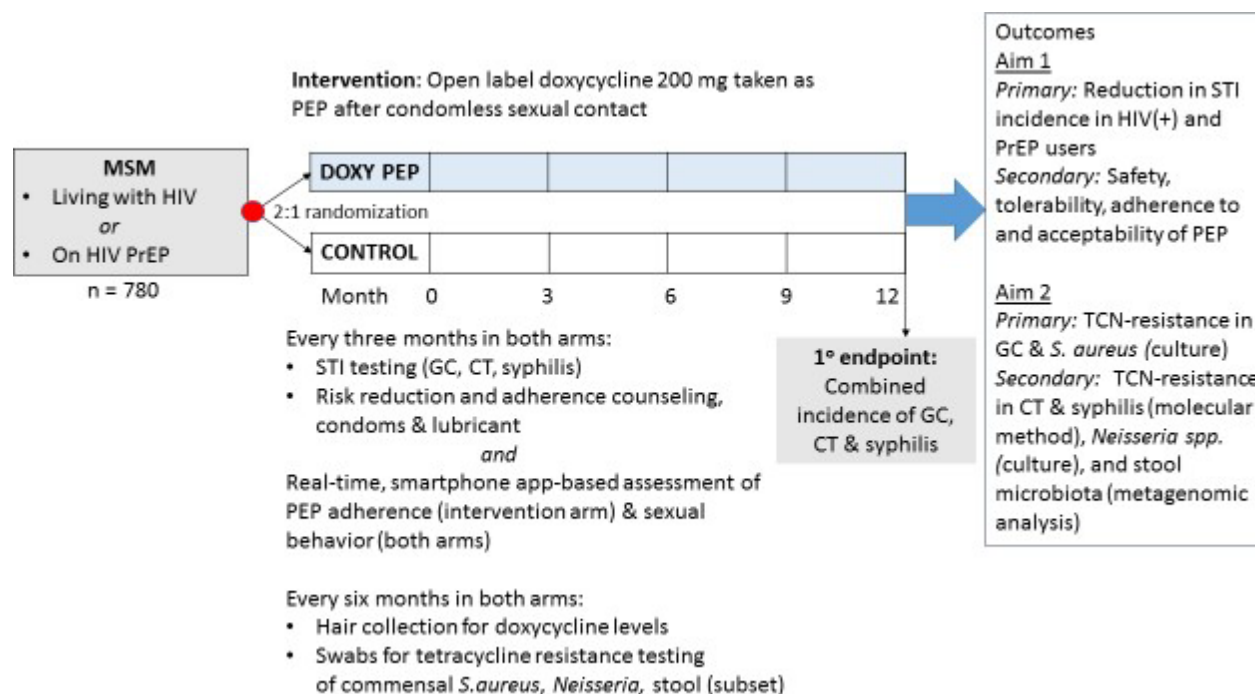 Intervention: Open label doxycycline 200 mg taken as
PEP after condomless sexual contact
MSM
• Living with HIV
or
• On HIV PrEP
n = 780
2:1 randomization
DOXY PEP
CONTROL
Month 0 3 6 9 12
Every three months in both arms:
• STI testing (GC, CT, syphilis)
• Risk reduction and adherence counseling,
condoms & lubricant
and
Real-time, smartphone app-based assessment of
PEP adherence (intervention arm) & sexual
behavior (both arms)
Every six months in both arms:
• Hair collection for doxycycline levels
• Swabs for tetracycline resistance testing
of commensal S.aureus, Neisseria, stool (subset)
1º endpoint:
Combined
incidence of GC,
CT & syphilis
Outcomes
Aim 1
Primary: Reduction in STI
incidence in HIV(+) and
PrEP users
Secondary: Safety,
tolerability, adherence to
and acceptability of PEP
Aim 2
Primary: TCN-resistance in
GC & S. aureus (culture)
Secondary: TCN-resistance
in CT & syphilis (molecular
method), Neisseria spp.
(culture), and stool
microbiota (metagenomic
analysis)